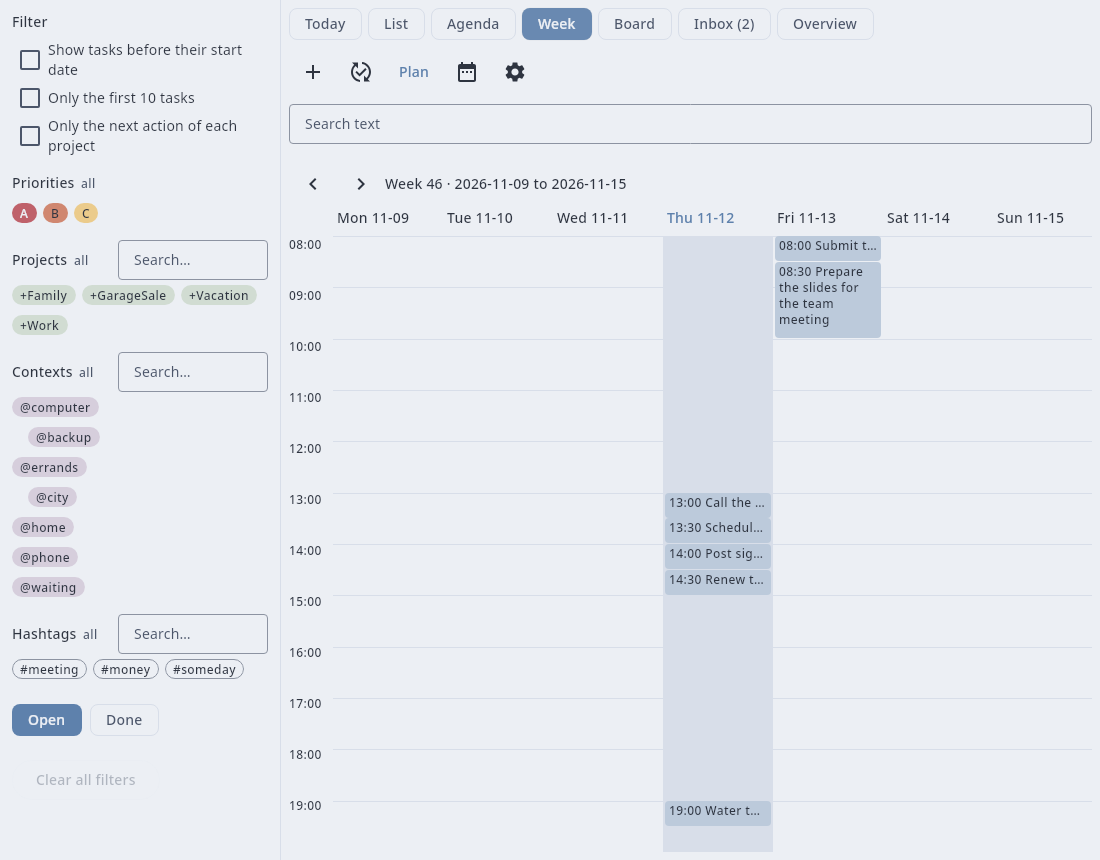 Filter
Show tasks before their start
date
Only the first 10 tasks
Only the next action of each
project
Priorities all
A B C
Projects all Search...
+Family +GarageSale +Vacation
+Work
Contexts all Search...
@computer
@backup
@errands
@city
@home
@phone
@waiting
Hashtags all Search...
#meeting #money #someday
Open Done
Clear all filters
Today List Agenda Week Board Inbox (2) Overview
Plan
Search text
Week 46 · 2026-11-09 to 2026-11-15
Mon 11-09 Tue 11-10 Wed 11-11 Thu 11-12 Fri 11-13 Sat 11-14 Sun 11-15
08:00
09:00
10:00
11:00
12:00
13:00
14:00
15:00
16:00
17:00
18:00
19:00
13:00 Call the ...
13:30 Schedul...
14:00 Post sig...
14:30 Renew t...
19:00 Water t...
08:00 Submit t...
08:30 Prepare
the slides for
the team
meeting